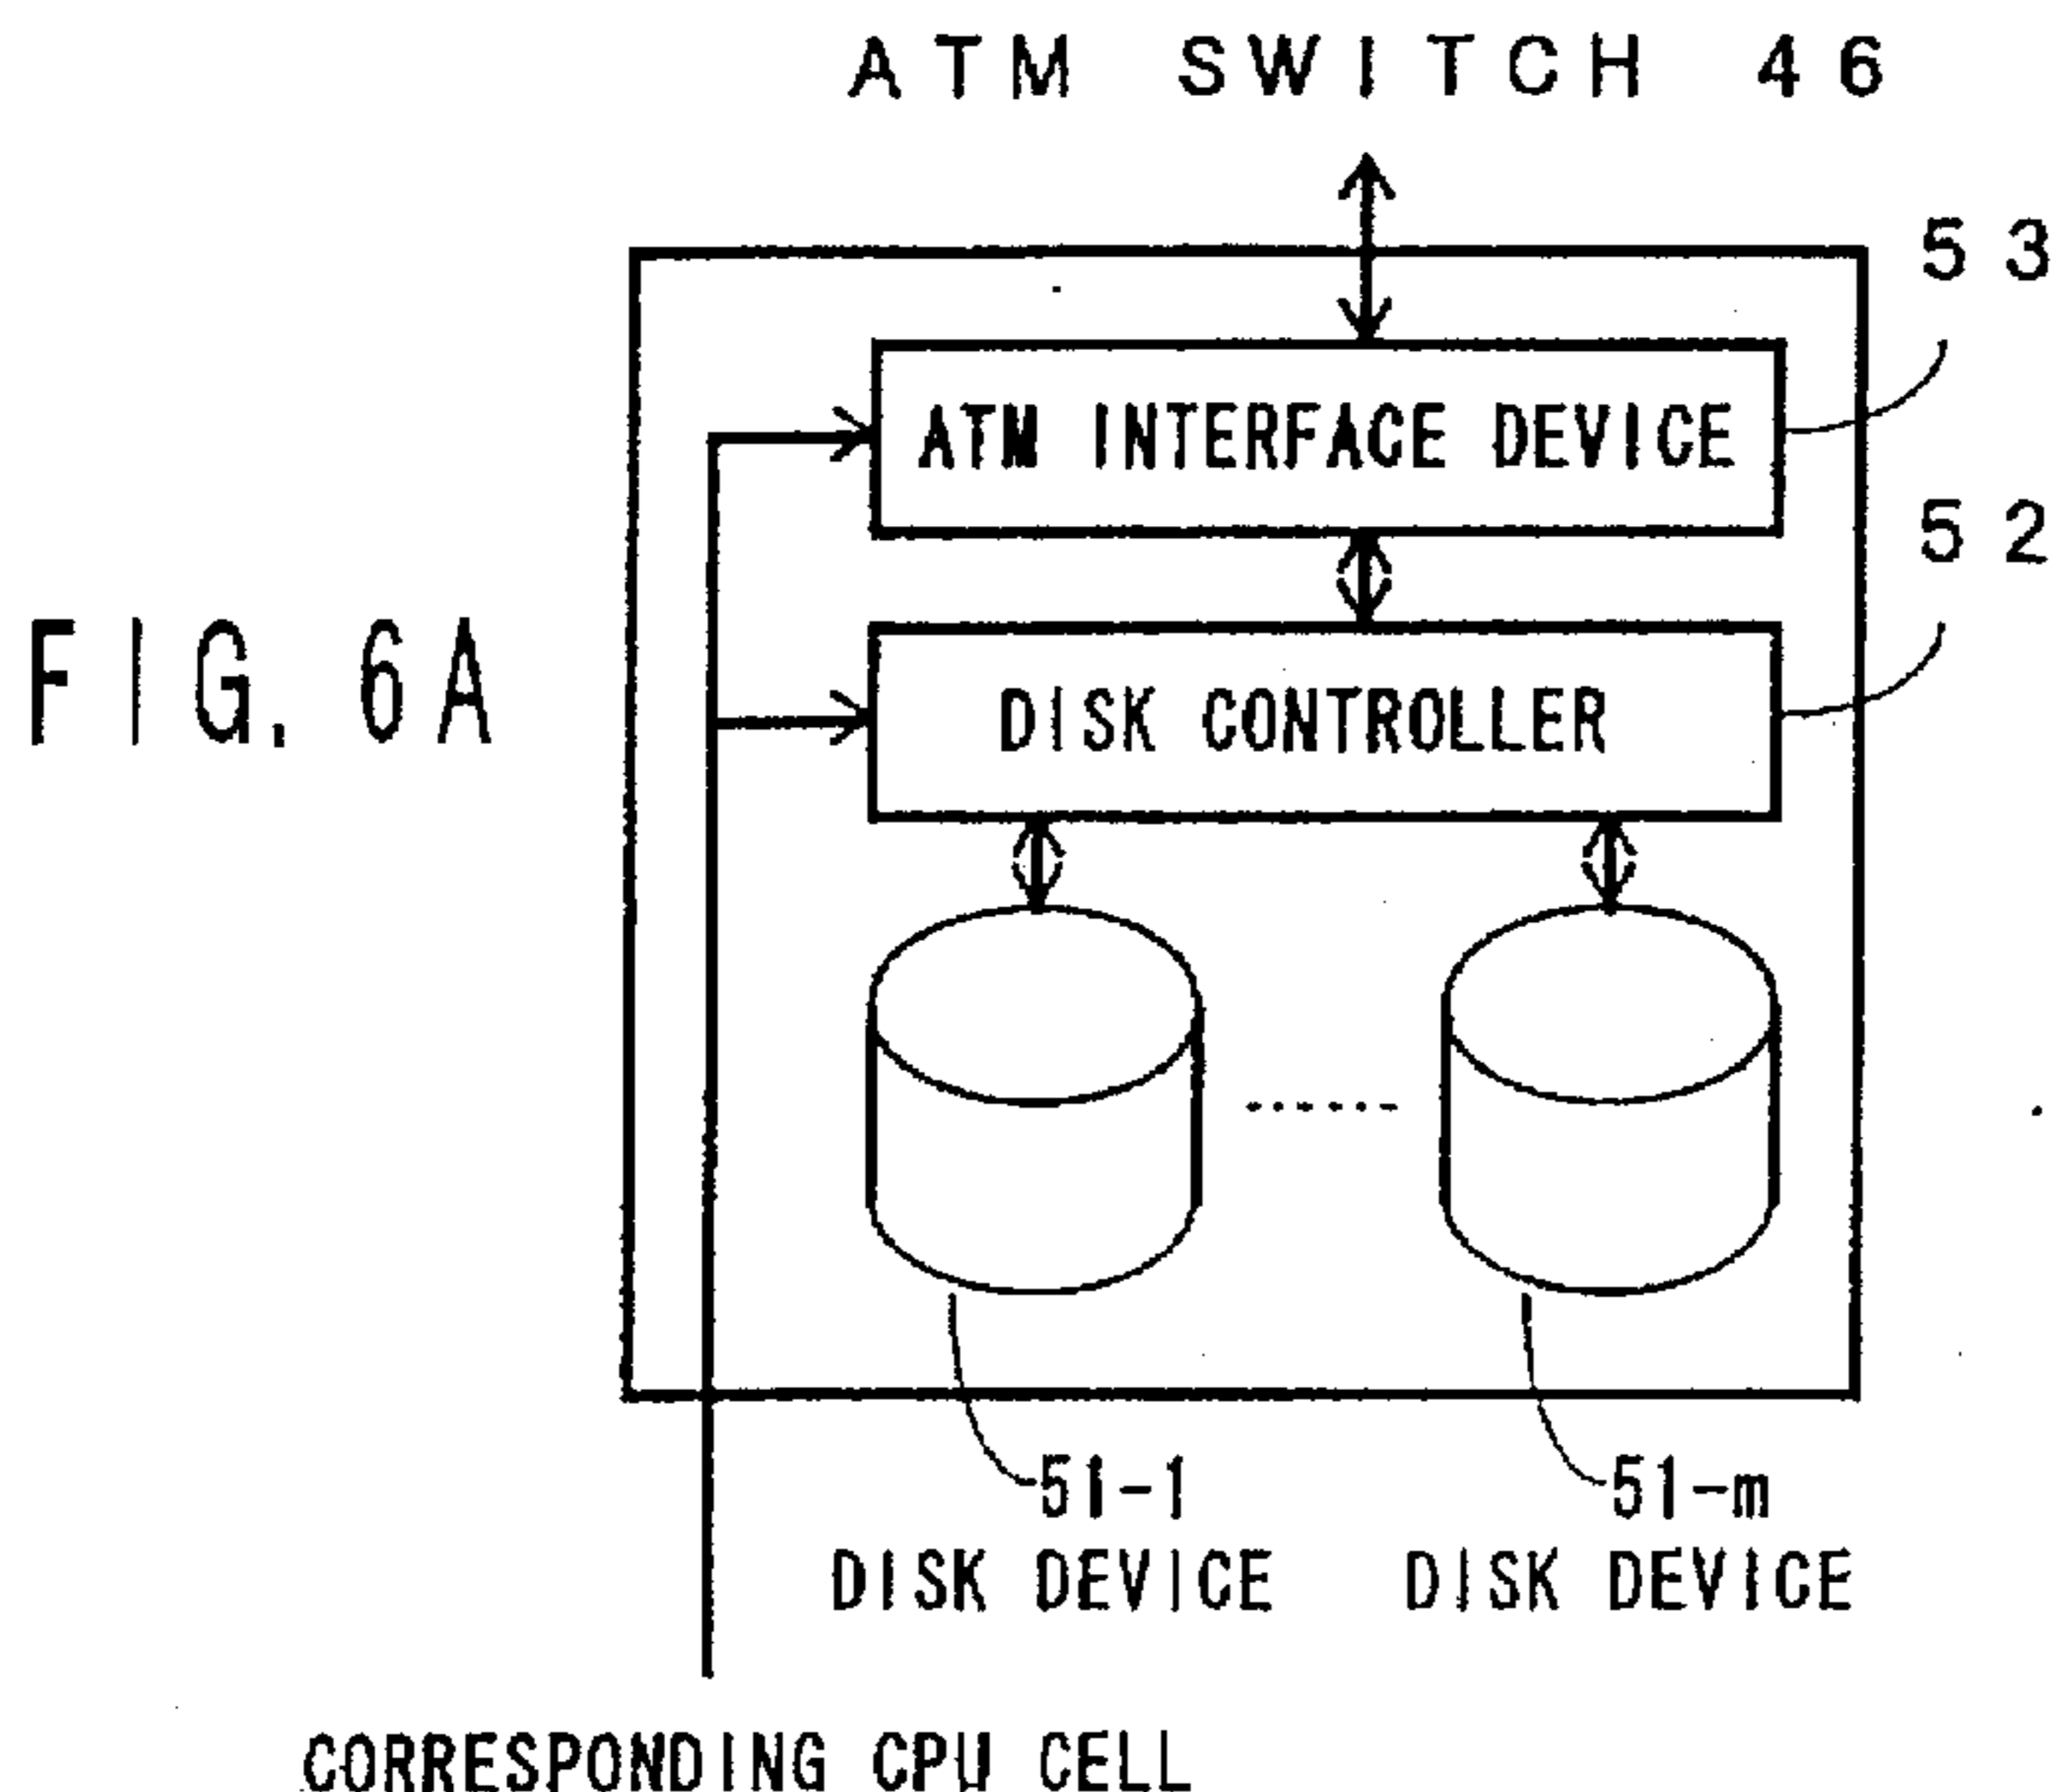 ATM SWITCH 46
53
ATM INTERFACE DEVICE
52
FIG. 6A
DISK CONTROLLER
51-1 51-m
DISK DEVICE DISK DEVICE
CORRESPONDING CPU CELL